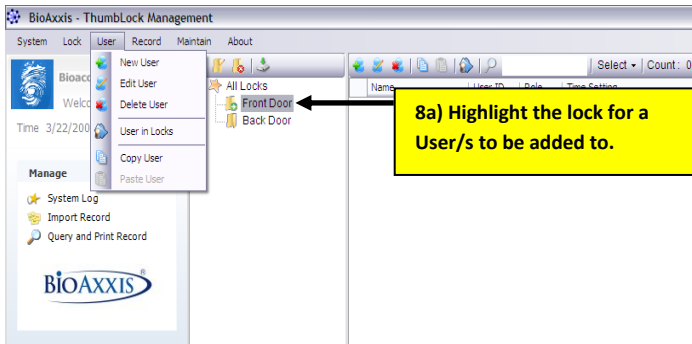 BioAxxis - ThumbLock Management
System Lock User Record Maintain About
New User
Edit User
Delete User
User in Locks
Copy User
Paste User
Bioacc
Welco
Time 3/22/200
Manage
System Log
Import Record
Query and Print Record
BIOAXXIS
All Locks
Front Door
Back Door
Select Count: 0
Name User ID Role Time Setting
8a) Highlight the lock for a
User/s to be added to.